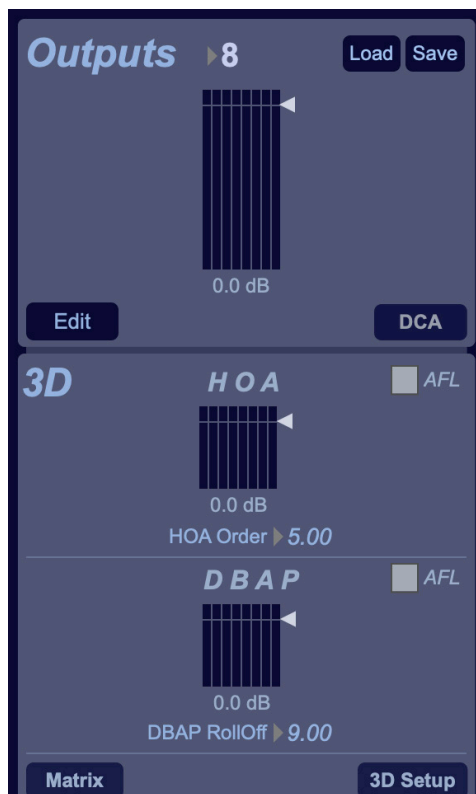 Outputs 8 Load Save
0.0 dB
Edit DCA
3D HOA AFL
0.0 dB
HOA Order 5.00
DBAP AFL
0.0 dB
DBAP RollOff 9.00
Matrix 3D Setup